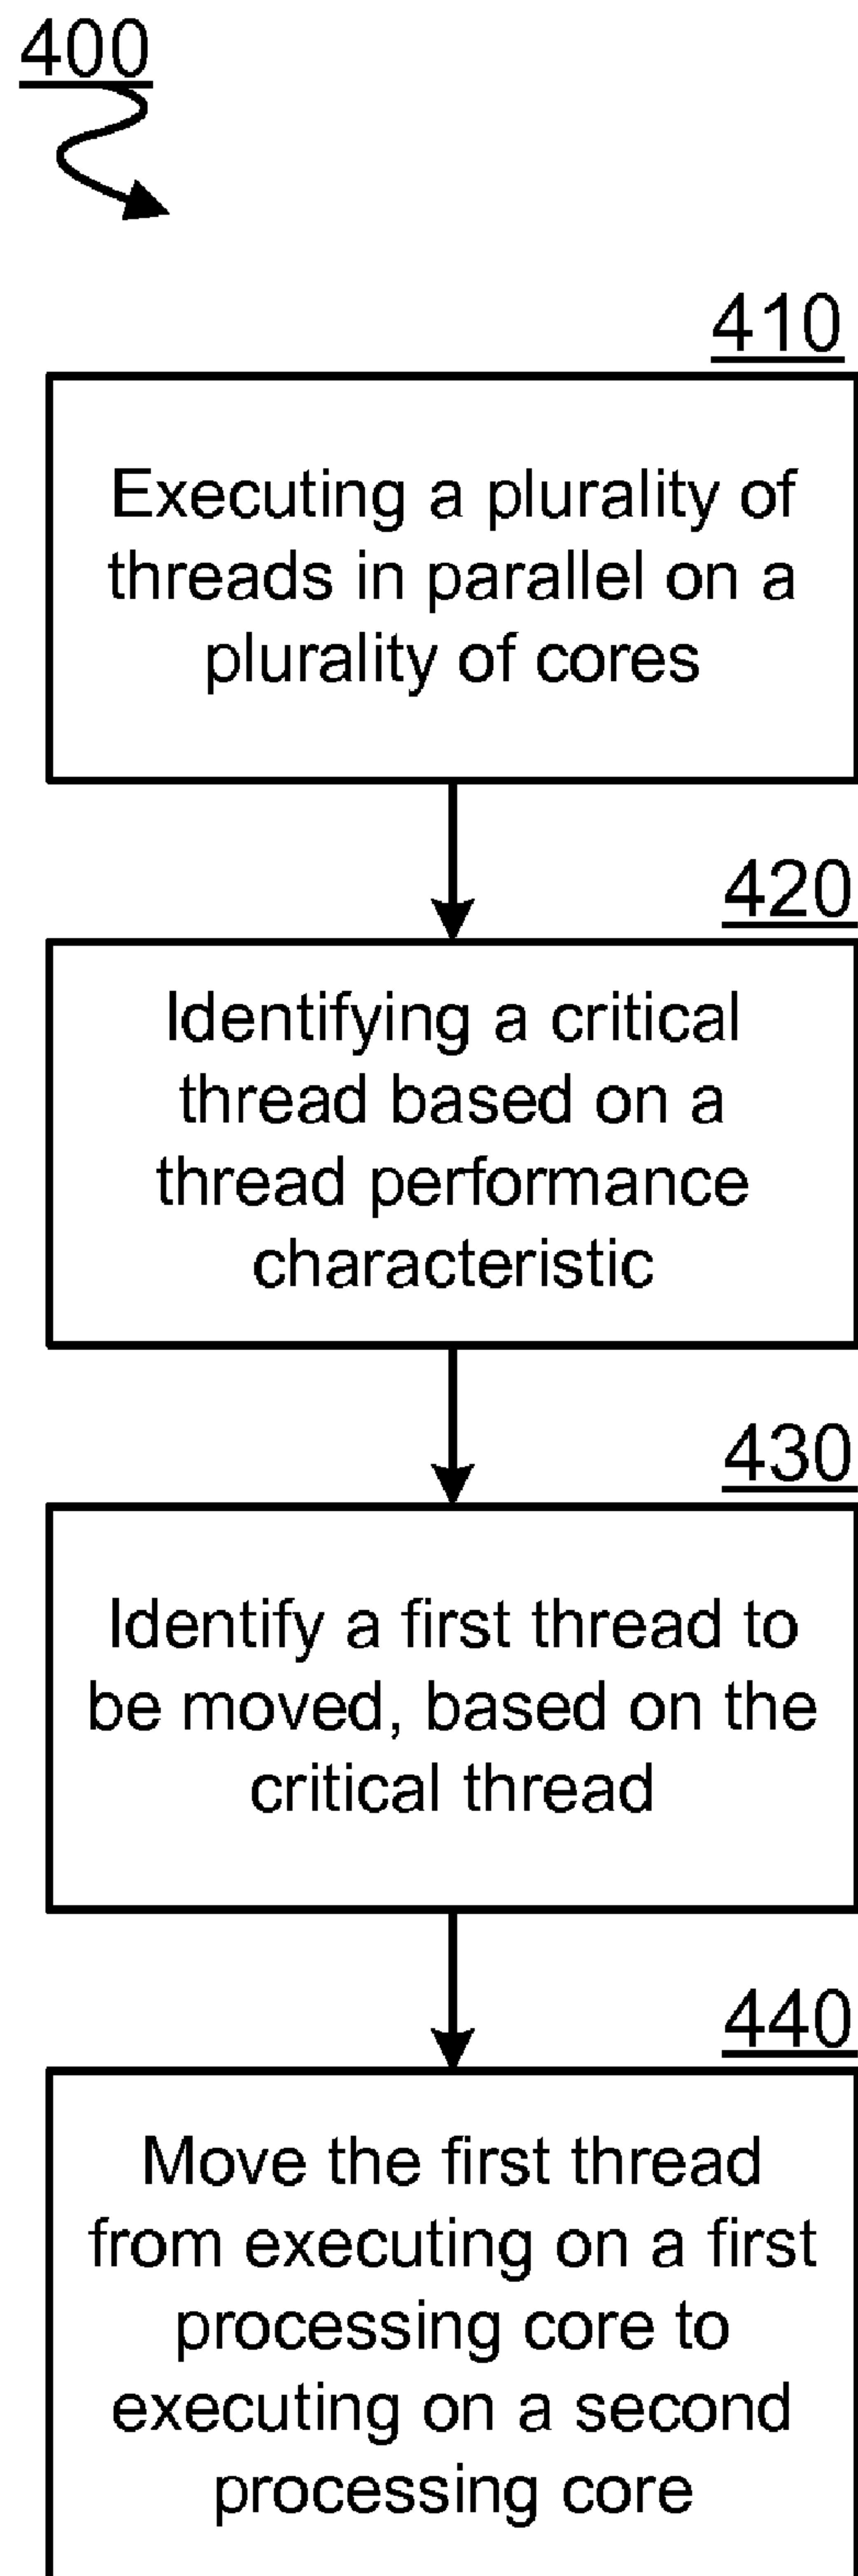 400
410
Executing a plurality of
threads in parallel on a
plurality of cores
420
Identifying a critical
thread based on a
thread performance
characteristic
430
Identify a first thread to
be moved, based on the
critical thread
440
Move the first thread
from executing on a first
processing core to
executing on a second
processing core